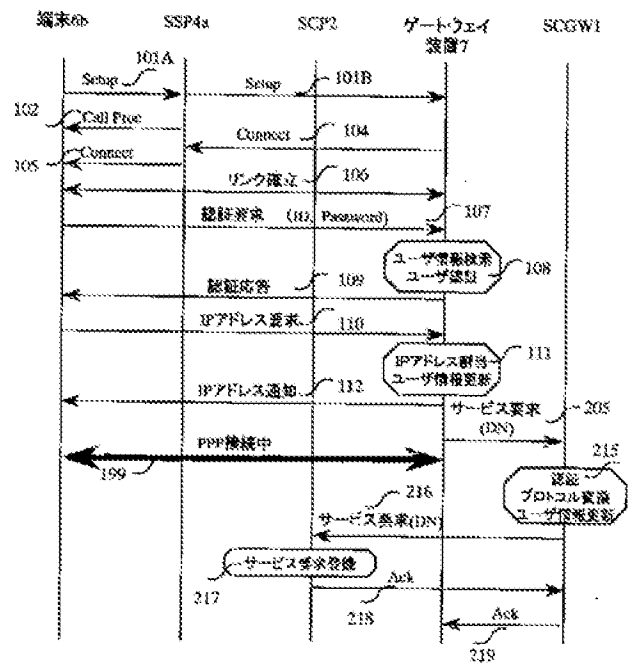 端末6b SSP4a SCP2 ゲート・ウェイ SCGW1
装置7
101A
Setup Setup 101B
102 Call Proc
Connect 104
105 Connect
リンク確立 106
認証要求 (ID, Password) 107
ユーザ情報検索
ユーザ認証 108
認証応答 109
IPアドレス要求 110
IPアドレス割当 111
ユーザ情報更新
IPアドレス通知 112
サービス要求 205
(DN)
PPP接続中 199
215
認証
プロトコル変換
ユーザ情報更新
216
サービス要求(DN)
サービス要求登録
217
Ack 218
Ack 219